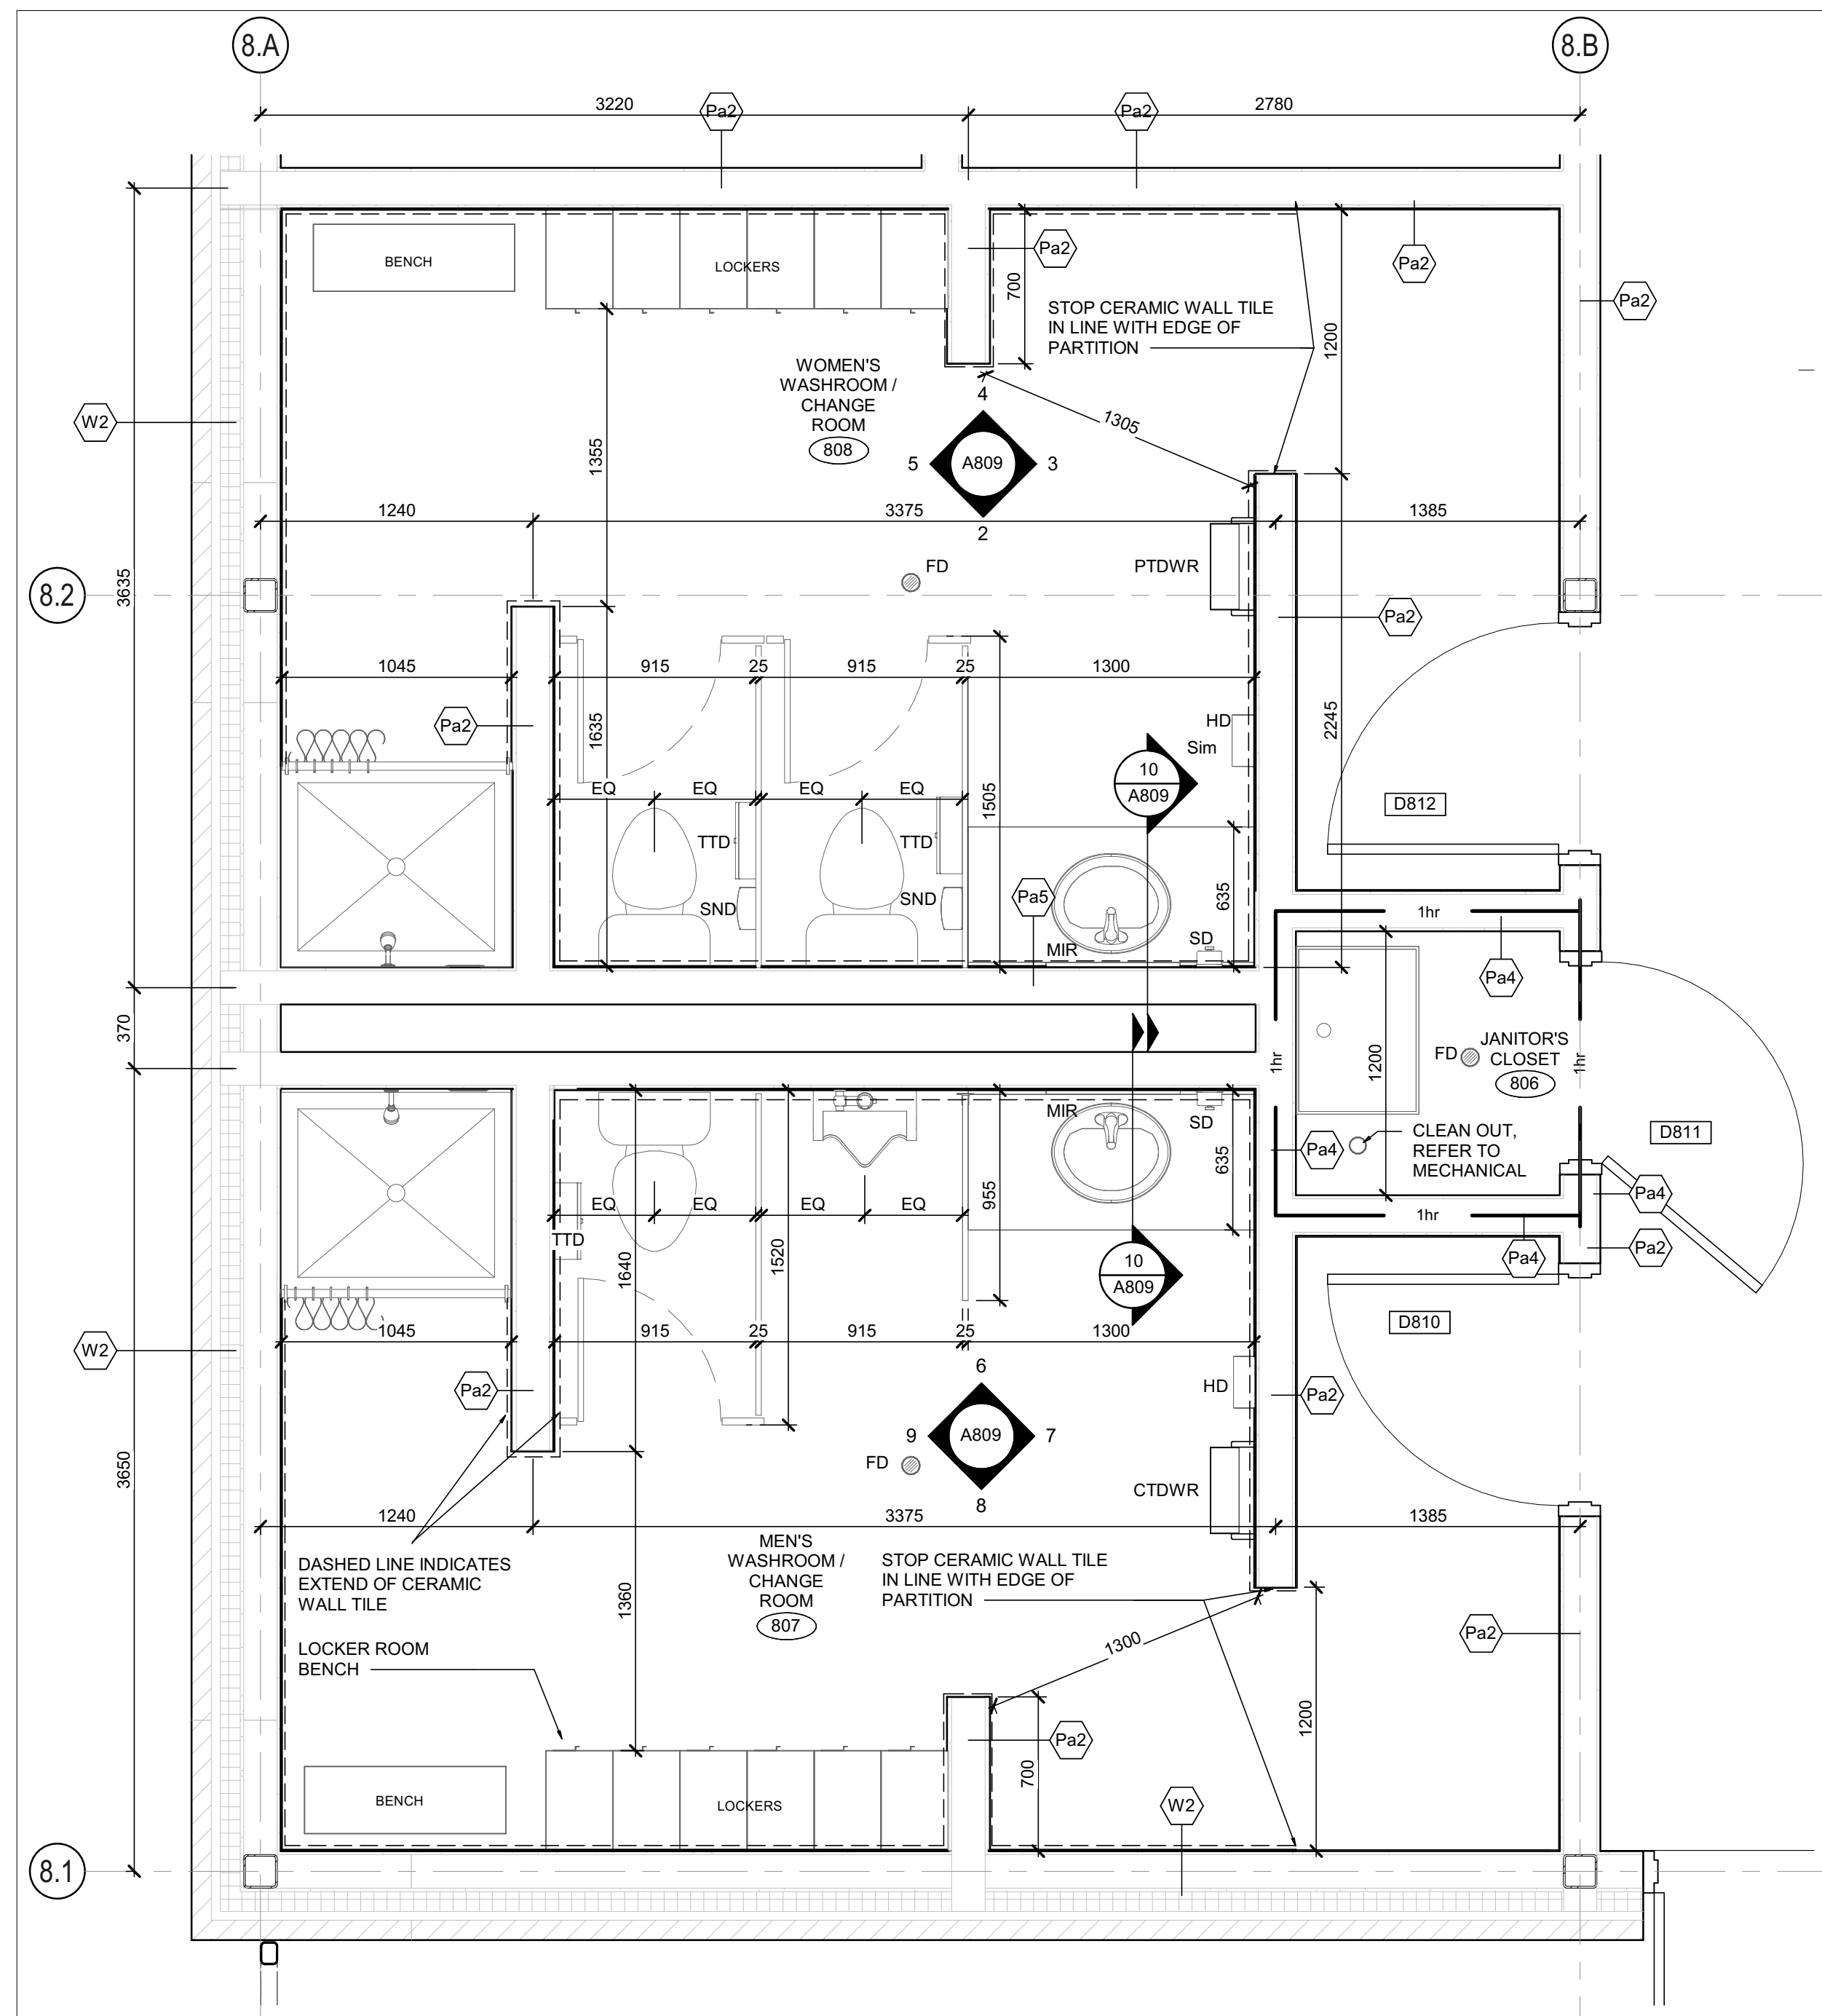 8.A
8.B
3220
Pa2
Pa2
2780
BENCH
LOCKERS
Pa2
700
Pa2
Pa2
STOP CERAMIC WALL TILE
IN LINE WITH EDGE OF
PARTITION
1200
WOMEN'S
WASHROOM /
CHANGE
ROOM
808
4
5
A809
3
2
1305
W2
1355
1240
3375
1385
FD
PTDWR
8.2
3635
Pa2
1045
915
25
915
25
1300
Pa2
1635
HD
Sim
2245
10
A809
EQ
EQ
EQ
EQ
1505
D812
TTD
TTD
SND
SND
Pa5
635
MIR
SD
1hr
Pa4
370
1hr
1200
FD
JANITOR'S
CLOSET
806
1hr
MIR
SD
635
Pa4
CLEAN OUT,
REFER TO
MECHANICAL
D811
955
EQ
EQ
EQ
EQ
TTD
1640
1520
1hr
Pa4
Pa4
Pa2
10
A809
D810
1045
915
25
915
25
1300
W2
Pa2
6
9
A809
7
8
HD
Pa2
FD
CTDWR
3650
1240
3375
1385
DASHED LINE INDICATES
EXTEND OF CERAMIC
WALL TILE
MEN'S
WASHROOM /
CHANGE
ROOM
807
STOP CERAMIC WALL TILE
IN LINE WITH EDGE OF
PARTITION
1360
LOCKER ROOM
BENCH
1300
Pa2
1200
Pa2
700
BENCH
LOCKERS
W2
8.1